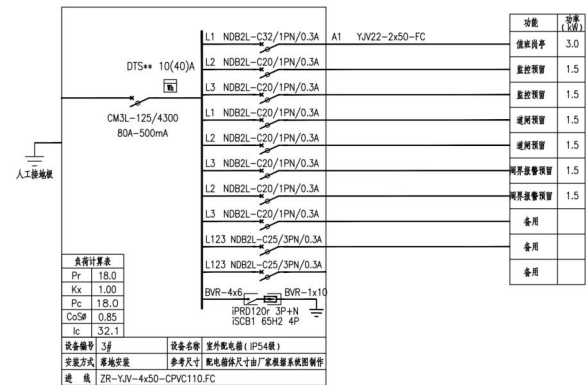 功能 功率(kW)
L1 NDB2L-C32/1PN/0.3A A1 YJV22-2x50-FC 值班岗亭 3.0
L2 NDB2L-C20/1PN/0.3A 监控预留 1.5
L3 NDB2L-C20/1PN/0.3A 监控预留 1.5
L1 NDB2L-C20/1PN/0.3A 道闸预留 1.5
L2 NDB2L-C20/1PN/0.3A 道闸预留 1.5
L3 NDB2L-C20/1PN/0.3A 周界报警预留 1.5
L2 NDB2L-C20/1PN/0.3A 周界报警预留 1.5
L3 NDB2L-C20/1PN/0.3A 备用
L123 NDB2L-C25/3PN/0.3A 备用
L123 NDB2L-C25/3PN/0.3A 备用
DTS** 10(40)A
Wh
CM3L-125/4300
80A-500mA
人工接地极
BVR-4x6 BVR-1x10
iPRD120r 3P+N
iSCB1 65H2 4P
负荷计算表
Pr 18.0
Kx 1.00
Pc 18.0
CosØ 0.85
Ic 32.1
设备编号 3# 设备名称 室外配电箱(IP54级)
安装方式 落地安装 参考尺寸 配电箱体尺寸由厂家根据系统图制作
进 线 ZR-YJV-4x50-CPVC110.FC